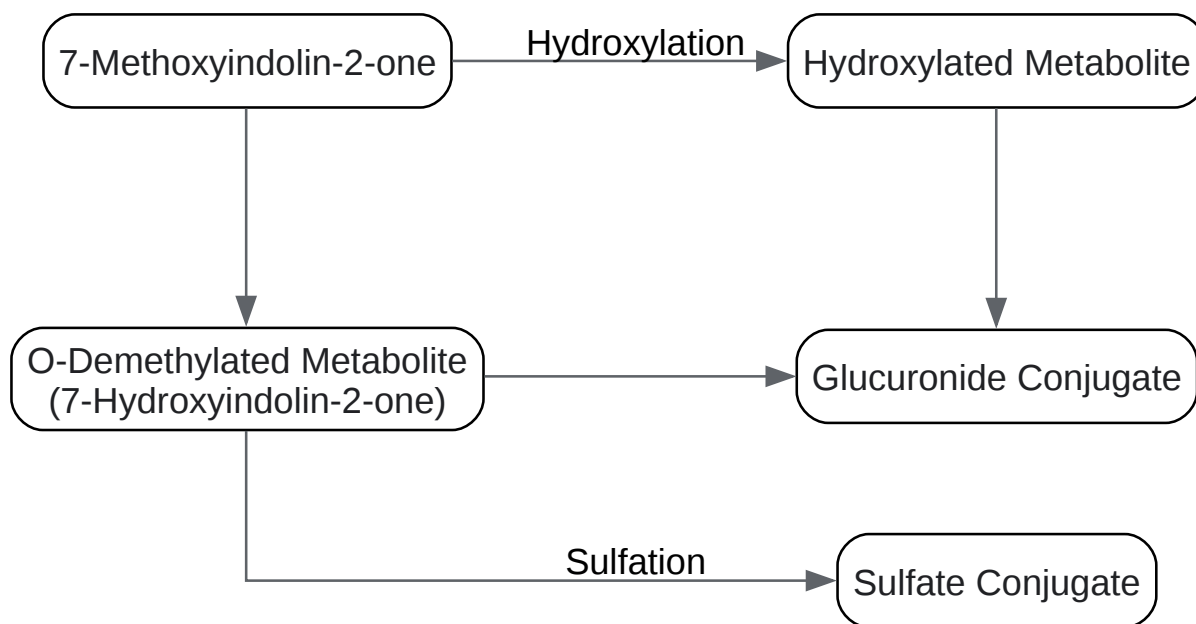 7-Methoxyindolin-2-one
Hydroxylation
Hydroxylated Metabolite
O-Demethylated Metabolite
(7-Hydroxyindolin-2-one)
Glucuronide Conjugate
Sulfation
Sulfate Conjugate